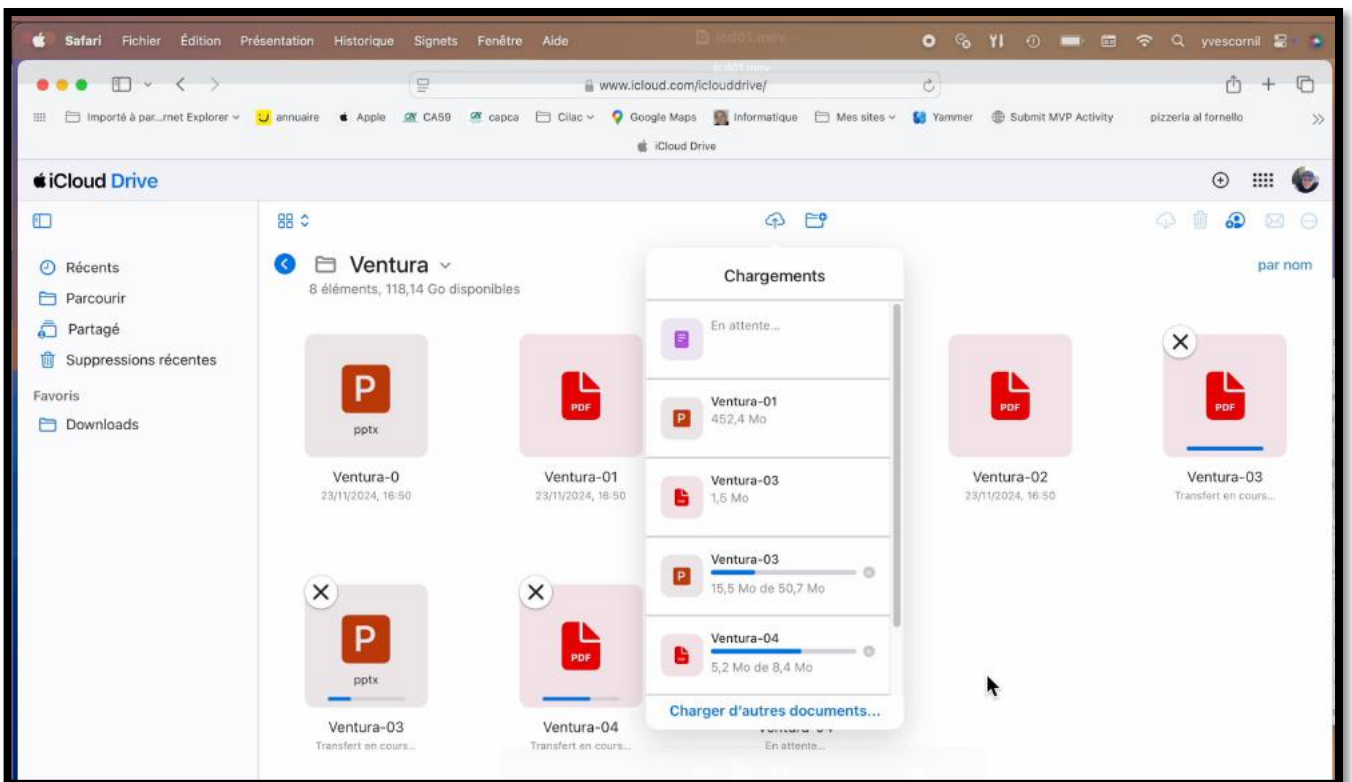 Safari Fichier Édition Présentation Historique Signets Fenêtre Aide icd01.mov yvescornil
www.icloud.com/iclouddrive/
Importé à par...rnet Explorer annuaire Apple CA59 capca Cilac Google Maps Informatique Mes sites Yammer Submit MVP Activity pizzeria al fornello
iCloud Drive
iCloud Drive
Récents
Parcourir
Partagé
Suppressions récentes
Favoris
Downloads
Ventura
8 éléments, 118,14 Go disponibles
par nom
P
pptx
Ventura-0
23/11/2024, 16:50
PDF
Ventura-01
23/11/2024, 16:50
PDF
Ventura-02
23/11/2024, 16:50
PDF
Ventura-03
Transfert en cours...
P
pptx
Ventura-03
Transfert en cours...
PDF
Ventura-04
Transfert en cours...
En attente...
Chargements
En attente...
P
Ventura-01
452,4 Mo
Ventura-03
1,5 Mo
P
Ventura-03
15,5 Mo de 50,7 Mo
Ventura-04
5,2 Mo de 8,4 Mo
Charger d'autres documents...